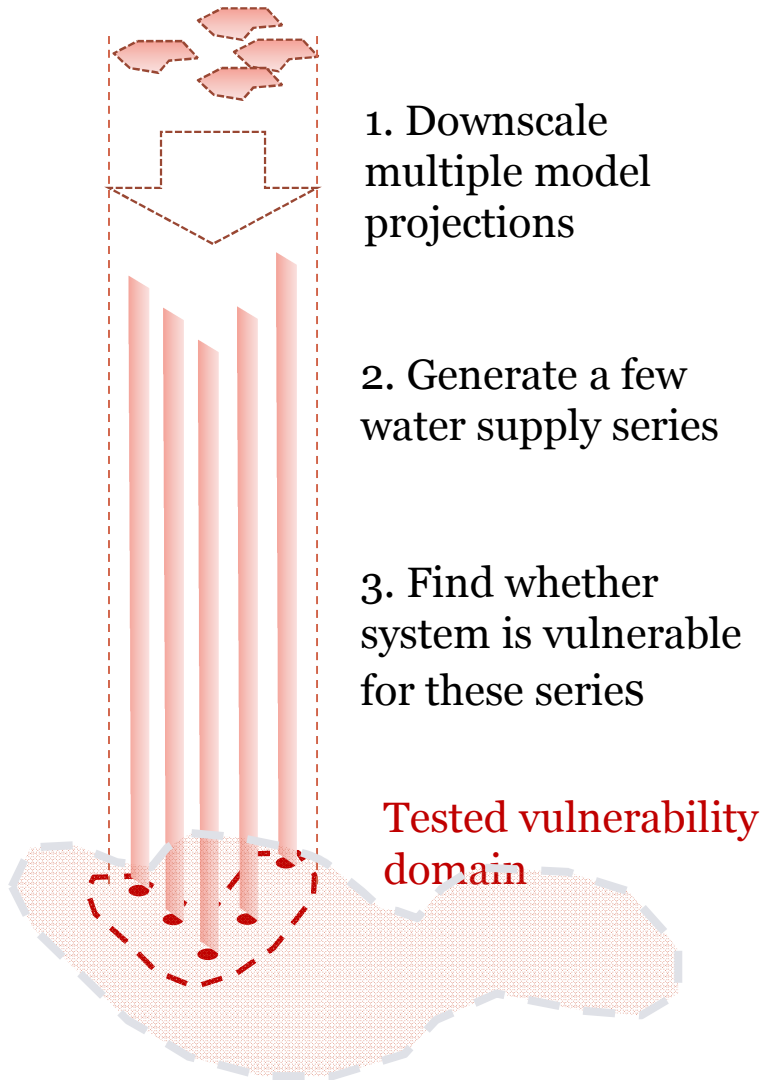 1. Downscale
multiple model
projections
2. Generate a few
water supply series
3. Find whether
system is vulnerable
for these series
Tested vulnerability
domain